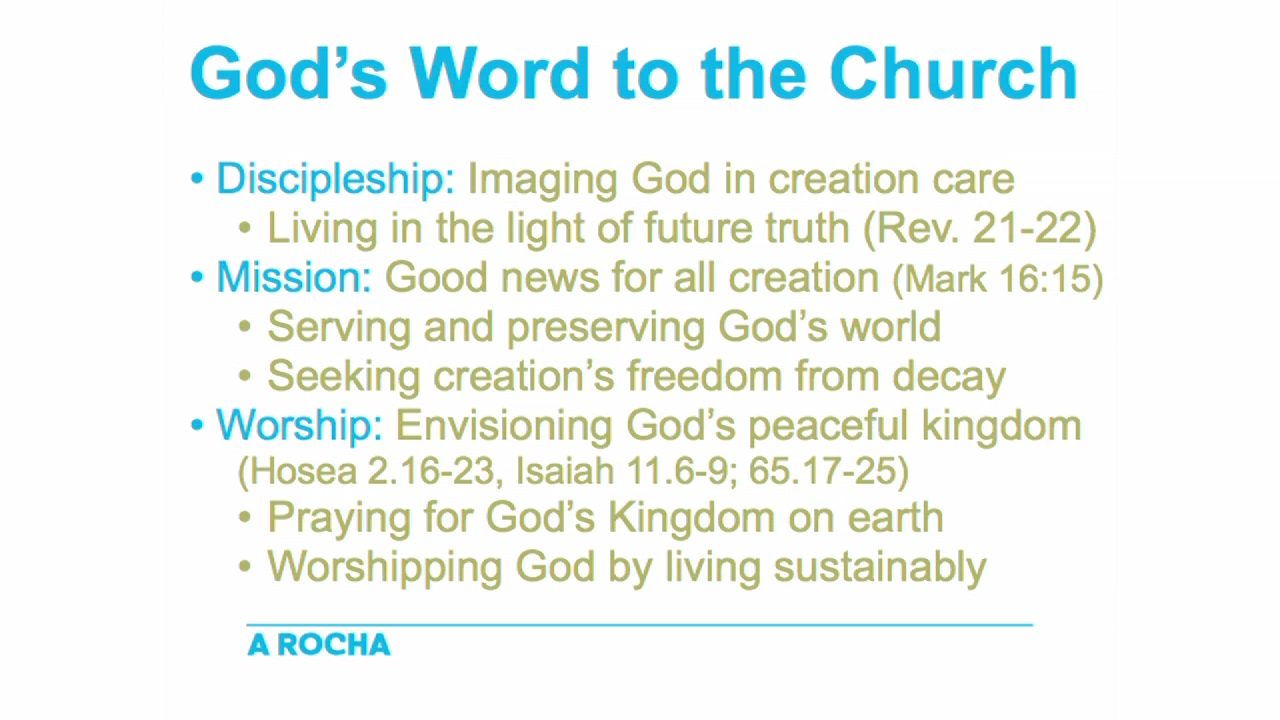 God's Word to the Church
• Discipleship: Imaging God in creation care
• Living in the light of future truth (Rev. 21-22)
• Mission: Good news for all creation (Mark 16:15)
• Serving and preserving God's world
• Seeking creation's freedom from decay
• Worship: Envisioning God's peaceful kingdom
(Hosea 2.16-23, Isaiah 11.6-9; 65.17-25)
• Praying for God's Kingdom on earth
• Worshipping God by living sustainably
A ROCHA